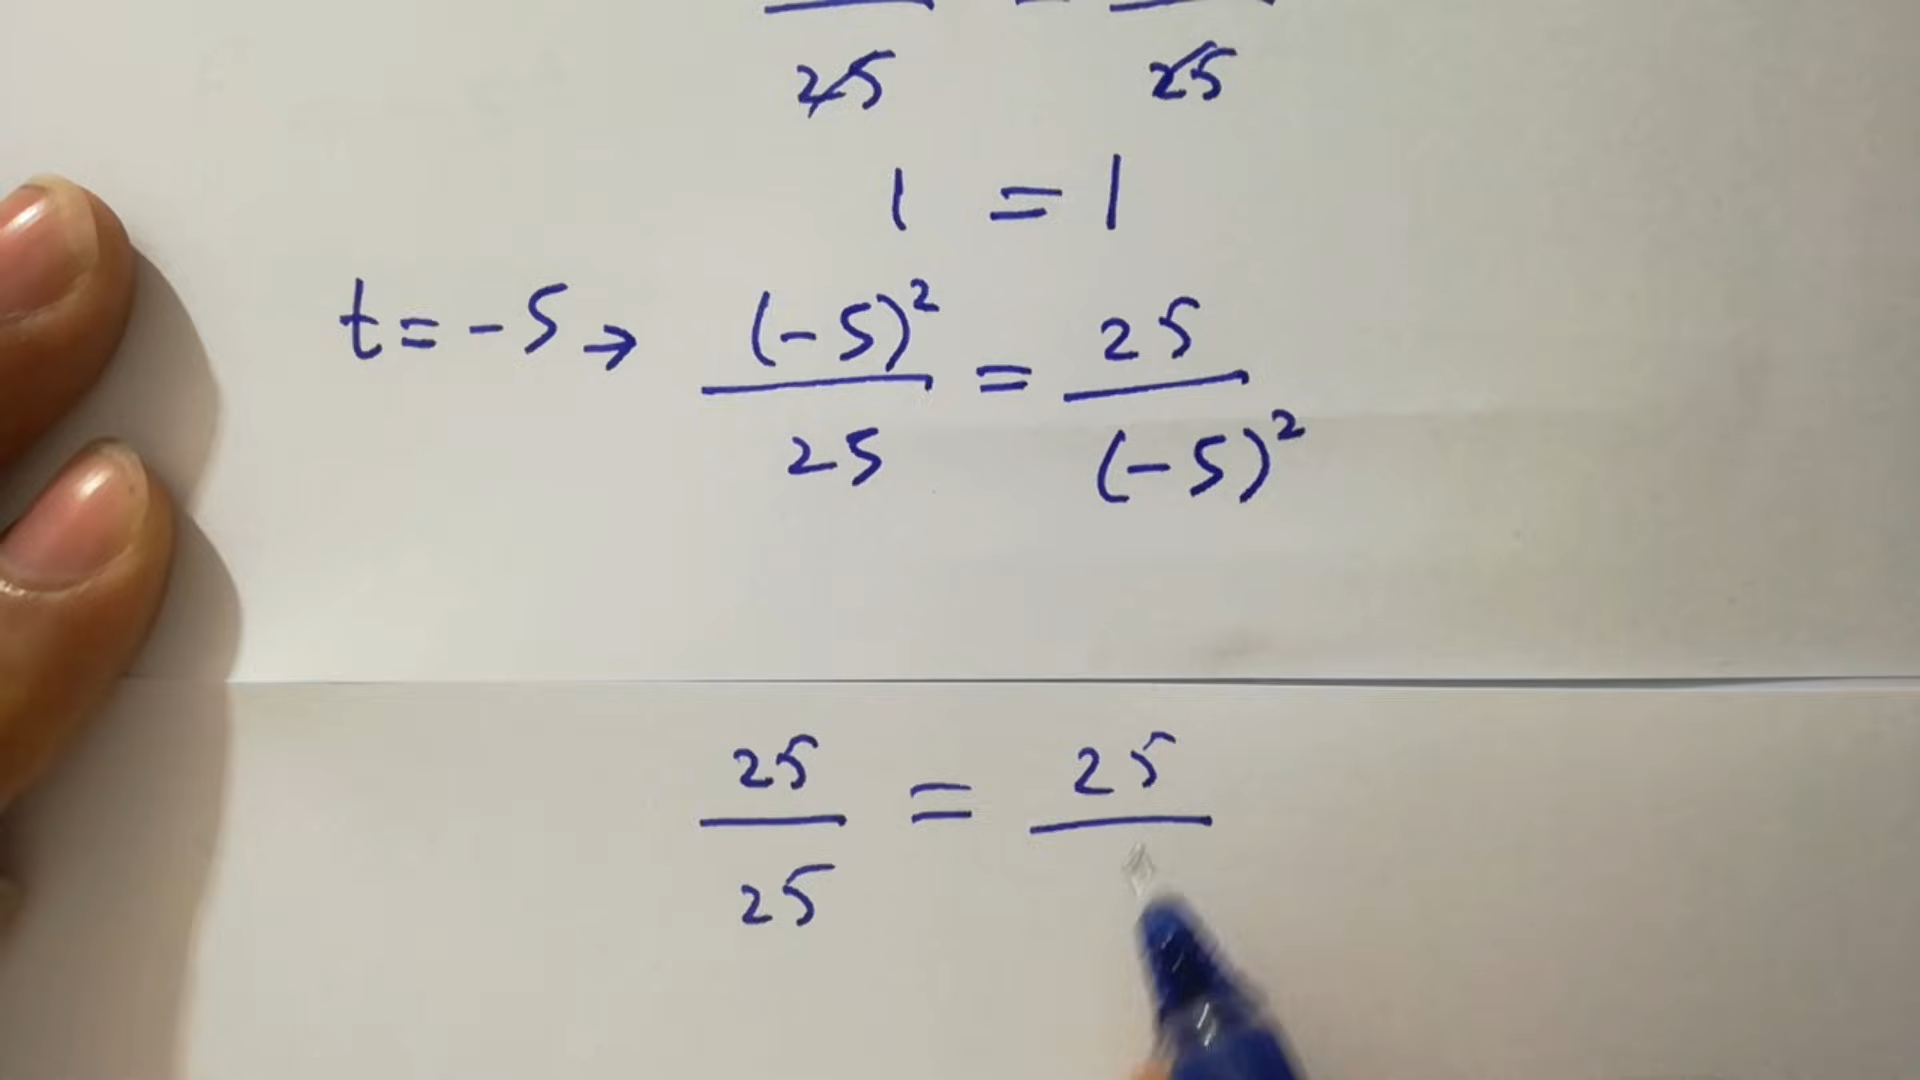 25 25
1 = 1
t = -5 → (-5)² / 25 = 25 / (-5)²
25 / 25 = 25 /